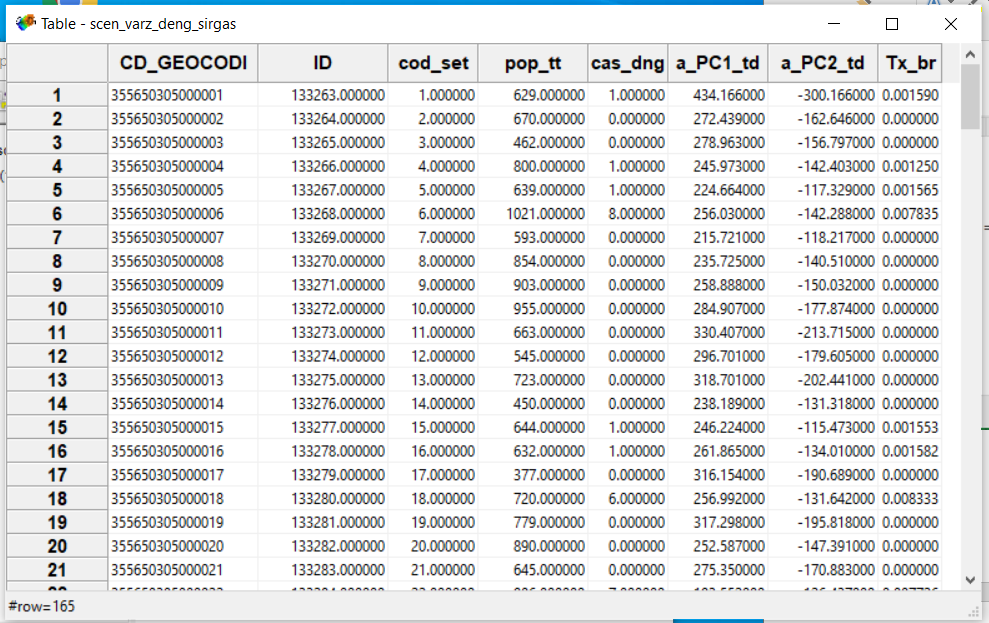 Table - scen_varz_deng_sirgas
CD_GEOCODI ID cod_set pop_tt cas_dng a_PC1_td a_PC2_td Tx_br
1 355650305000001 133263.000000 1.000000 629.000000 1.000000 434.166000 -300.166000 0.001590
2 355650305000002 133264.000000 2.000000 670.000000 0.000000 272.439000 -162.646000 0.000000
3 355650305000003 133265.000000 3.000000 462.000000 0.000000 278.963000 -156.797000 0.000000
4 355650305000004 133266.000000 4.000000 800.000000 1.000000 245.973000 -142.403000 0.001250
5 355650305000005 133267.000000 5.000000 639.000000 1.000000 224.664000 -117.329000 0.001565
6 355650305000006 133268.000000 6.000000 1021.000000 8.000000 256.030000 -142.288000 0.007835
7 355650305000007 133269.000000 7.000000 593.000000 0.000000 215.721000 -118.217000 0.000000
8 355650305000008 133270.000000 8.000000 854.000000 0.000000 235.725000 -140.510000 0.000000
9 355650305000009 133271.000000 9.000000 903.000000 0.000000 258.888000 -150.032000 0.000000
10 355650305000010 133272.000000 10.000000 955.000000 0.000000 284.907000 -177.874000 0.000000
11 355650305000011 133273.000000 11.000000 663.000000 0.000000 330.407000 -213.715000 0.000000
12 355650305000012 133274.000000 12.000000 545.000000 0.000000 296.701000 -179.605000 0.000000
13 355650305000013 133275.000000 13.000000 723.000000 0.000000 318.701000 -202.441000 0.000000
14 355650305000014 133276.000000 14.000000 450.000000 0.000000 238.189000 -131.318000 0.000000
15 355650305000015 133277.000000 15.000000 644.000000 1.000000 246.224000 -115.473000 0.001553
16 355650305000016 133278.000000 16.000000 632.000000 1.000000 261.865000 -134.010000 0.001582
17 355650305000017 133279.000000 17.000000 377.000000 0.000000 316.154000 -190.689000 0.000000
18 355650305000018 133280.000000 18.000000 720.000000 6.000000 256.992000 -131.642000 0.008333
19 355650305000019 133281.000000 19.000000 779.000000 0.000000 317.298000 -195.818000 0.000000
20 355650305000020 133282.000000 20.000000 890.000000 0.000000 252.587000 -147.391000 0.000000
21 355650305000021 133283.000000 21.000000 645.000000 0.000000 275.350000 -170.883000 0.000000
#row=165